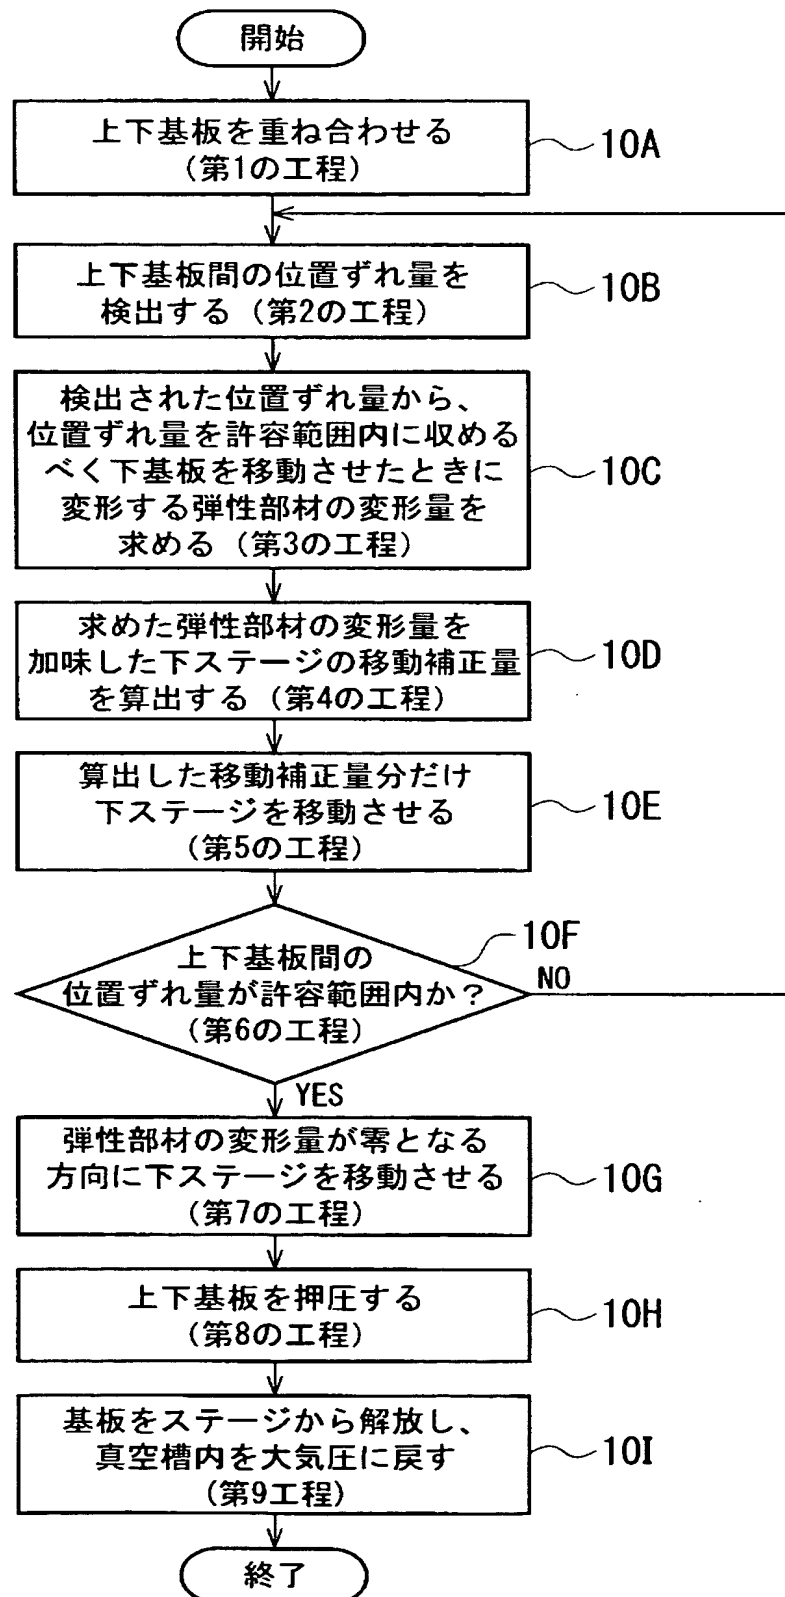 開始
上下基板を重ね合わせる
(第1の工程)
10A
上下基板間の位置ずれ量を
検出する (第2の工程)
10B
検出された位置ずれ量から、
位置ずれ量を許容範囲内に収める
べく下基板を移動させたときに
変形する弾性部材の変形量を
求める (第3の工程)
10C
求めた弾性部材の変形量を
加味した下ステージの移動補正量
を算出する (第4の工程)
10D
算出した移動補正量分だけ
下ステージを移動させる
(第5の工程)
10E
上下基板間の
位置ずれ量が許容範囲内か?
(第6の工程)
10F
NO
YES
弾性部材の変形量が零となる
方向に下ステージを移動させる
(第7の工程)
10G
上下基板を押圧する
(第8の工程)
10H
基板をステージから解放し、
真空槽内を大気圧に戻す
(第9工程)
10I
終了